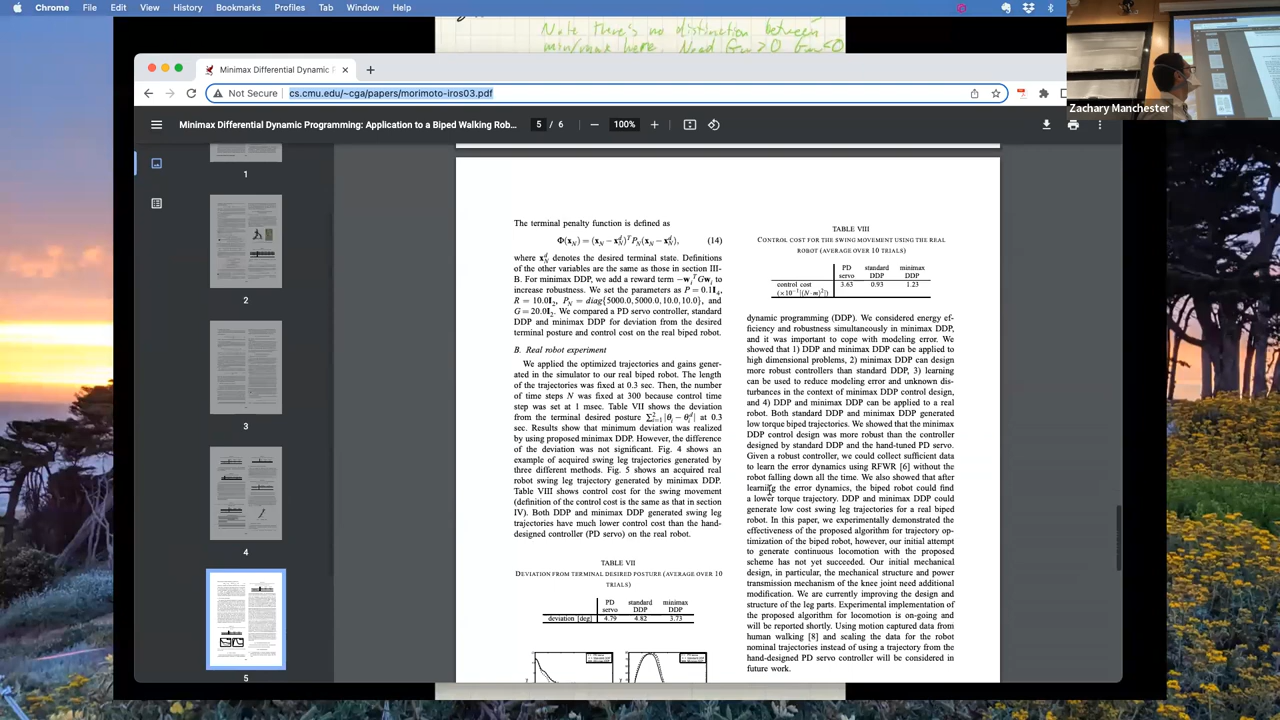 Chrome File Edit View History Bookmarks Profiles Tab Window Help
Note there's no distinction between
min/max here. Need
Minimax Differential Dynamic P
Not Secure cs.cmu.edu/~cga/papers/morimoto-iros03.pdf
Zachary Manchester
Minimax Differential Dynamic Programming: Application to a Biped Walking Rob... 5 / 6 100%
1
2
3
4
5
The terminal penalty function is defined as
Φ(x_N) = (x_N − x_N^d)^T P_N(x_N − x_N^d), (14)
where x_N^d denotes the desired terminal state. Definitions
of the other variables are the same as those in section III-
B. For minimax DDP, we add a reward term −w_i^T Gw_i to
increase robustness. We set the parameters as P = 0.1I_4,
R = 10.0I_2, P_N = diag{5000.0, 5000.0, 10.0, 10.0}, and
G = 20.0I_2. We compared a PD servo controller, standard
DDP and minimax DDP for deviation from the desired
terminal posture and control cost on the real biped robot.
B. Real robot experiment
We applied the optimized trajectories and gains gener-
ated in the simulator to our real biped robot. The length
of the trajectories was fixed at 0.3 sec. Then, the number
of time steps N was fixed at 300 because control time
step was set at 1 msec. Table VII shows the deviation
from the terminal desired posture Σ_{i=1}^2 |θ_i − θ_i^d| at 0.3
sec. Results show that minimum deviation was realized
by using proposed minimax DDP. However, the difference
of the deviation was not significant. Fig. 4 shows an
example of acquired swing leg trajectories generated by
three different methods. Fig. 5 shows an acquired real
robot swing leg trajectory generated by minimax DDP.
Table VIII shows control cost for the swing movement
(definition of the control cost is the same as that in section
IV). Both DDP and minimax DDP generated swing leg
trajectories have much lower control cost than the hand-
designed controller (PD servo) on the real robot.
TABLE VII
DEVIATION FROM TERMINAL DESIRED POSTURE (AVERAGE OVER 10
TRIALS)
PD standard minimax
servo DDP DDP
deviation [deg] 4.79 4.82 3.73
TABLE VIII
CONTROL COST FOR THE SWING MOVEMENT USING THE REAL
ROBOT (AVERAGE OVER 10 TRIALS)
PD standard minimax
servo DDP DDP
control cost 3.63 0.93 1.23
(×10⁻¹[(N·m)²])
dynamic programming (DDP). We considered energy ef-
ficiency and robustness simultaneously in minimax DDP,
and it was important to cope with modeling error. We
showed that 1) DDP and minimax DDP can be applied to
high dimensional problems, 2) minimax DDP can design
more robust controllers than standard DDP, 3) learning
can be used to reduce modeling error and unknown dis-
turbances in the context of minimax DDP control design,
and 4) DDP and minimax DDP can be applied to a real
robot. Both standard DDP and minimax DDP generated
low torque biped trajectories. We showed that the minimax
DDP control design was more robust than the controller
designed by standard DDP and the hand-tuned PD servo.
Given a robust controller, we could collect sufficient data
to learn the error dynamics using RFWR [6] without the
robot falling down all the time. We also showed that after
learning the error dynamics, the biped robot could find
a lower torque trajectory. DDP and minimax DDP could
generate low cost swing leg trajectories for a real biped
robot. In this paper, we experimentally demonstrated the
effectiveness of the proposed algorithm for trajectory op-
timization of the biped robot, however, our initial attempt
to generate continuous locomotion with the proposed
scheme has not yet succeeded. Our initial mechanical
design, in particular, the mechanical structure and power
transmission mechanism of the knee joint need additional
modification. We are currently improving the design and
structure of the leg parts. Experimental implementation of
the proposed algorithm for locomotion is on-going and
will be reported shortly. Using motion captured data from
human walking [8] and scaling the data for the robot
nominal trajectories instead of using a trajectory from the
hand-designed PD servo controller will be considered in
future work.